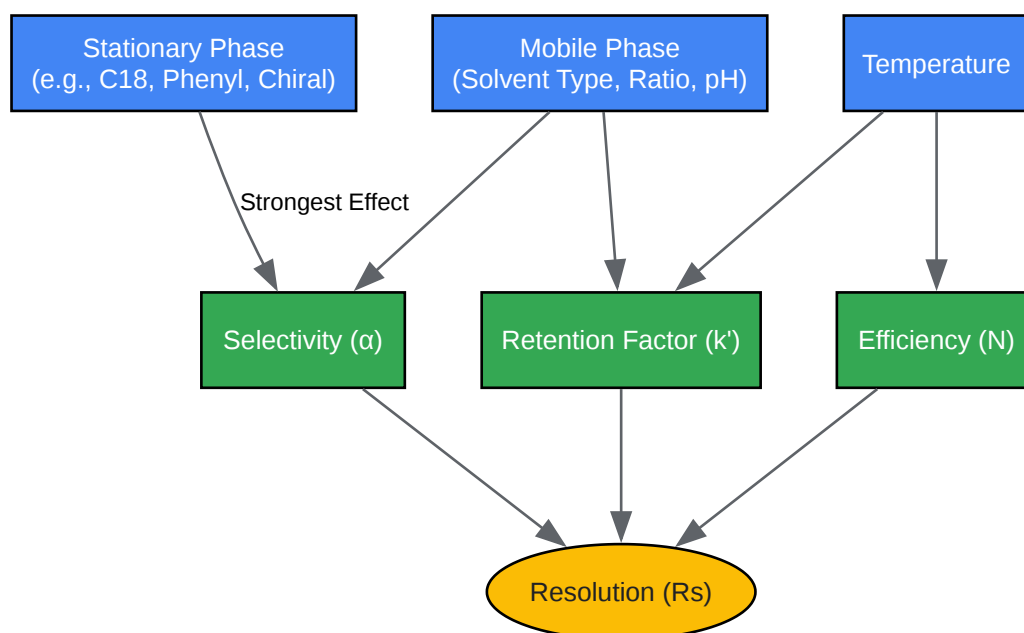 Stationary Phase
(e.g., C18, Phenyl, Chiral)
Mobile Phase
(Solvent Type, Ratio, pH)
Temperature
Strongest Effect
Selectivity (α)
Retention Factor (k')
Efficiency (N)
Resolution (Rs)